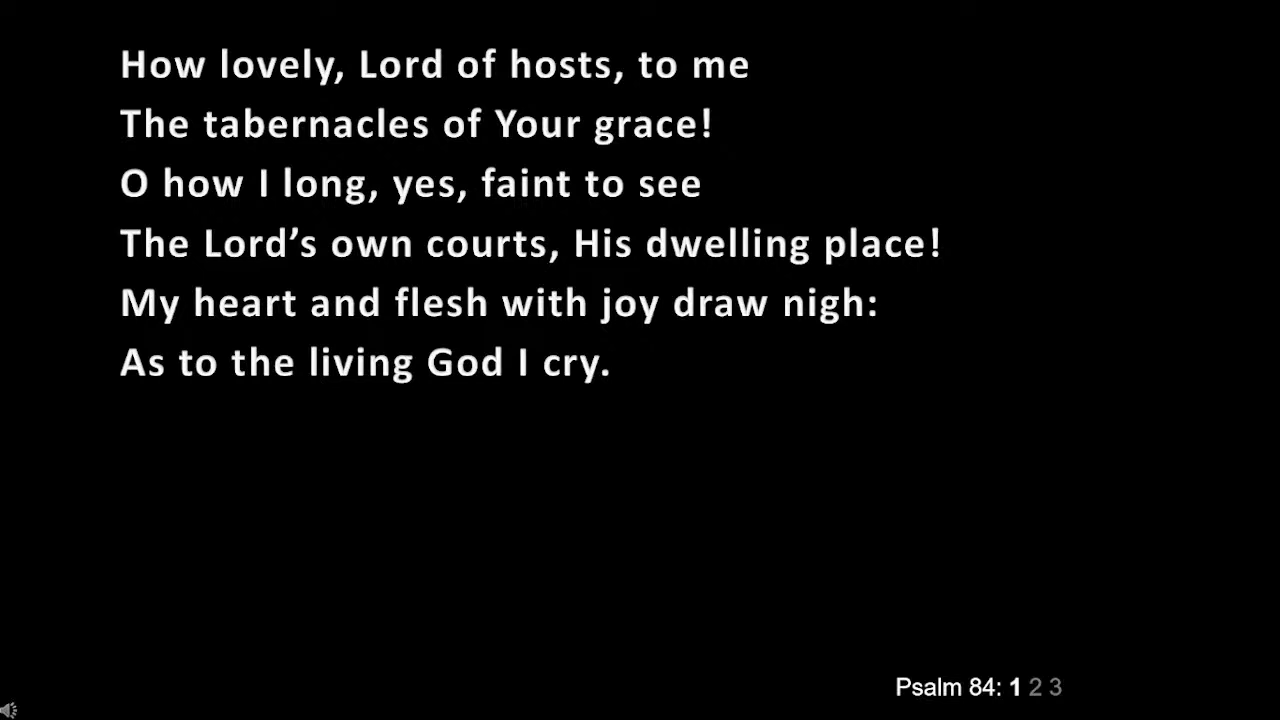 How lovely, Lord of hosts, to me
The tabernacles of Your grace!
O how I long, yes, faint to see
The Lord’s own courts, His dwelling place!
My heart and flesh with joy draw nigh:
As to the living God I cry.
Psalm 84: 1 2 3